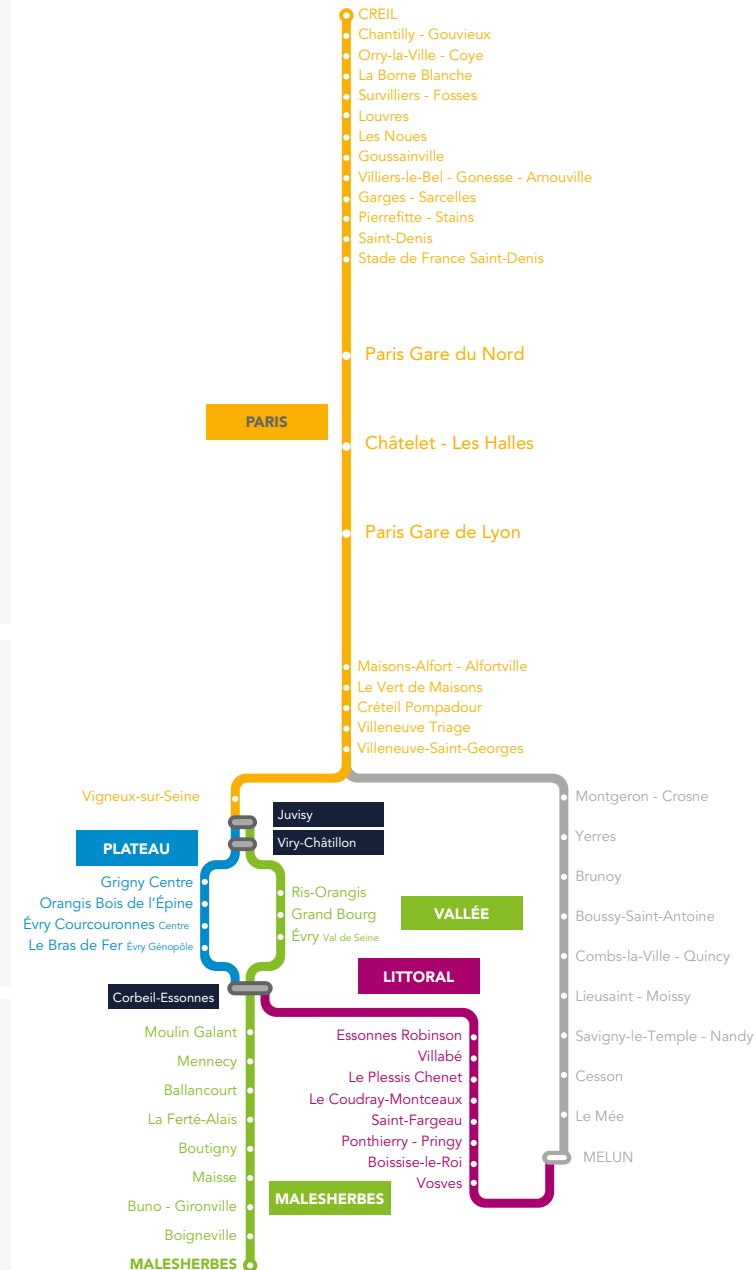 CREIL
Chantilly - Gouvieux
Orry-la-Ville - Coye
La Borne Blanche
Survilliers - Fosses
Louvres
Les Noues
Goussainville
Villiers-le-Bel - Gonesse - Arnouville
Garges - Sarcelles
Pierrefitte - Stains
Saint-Denis
Stade de France Saint-Denis
Paris Gare du Nord
PARIS
Châtelet - Les Halles
Paris Gare de Lyon
Maisons-Alfort - Alfortville
Le Vert de Maisons
Créteil Pompadour
Villeneuve Triage
Villeneuve-Saint-Georges
Vigneux-sur-Seine
Juvisy
Viry-Châtillon
PLATEAU
Grigny Centre
Orangis Bois de l'Épine
Évry Courcouronnes Centre
Le Bras de Fer Évry Génopôle
Ris-Orangis
Grand Bourg
Évry Val de Seine
VALLÉE
LITTORAL
Corbeil-Essonnes
Moulin Galant
Mennecy
Ballancourt
La Ferté-Alais
Boutigny
Maisse
Buno - Gironville
Boigneville
MALESHERBES
MALESHERBES
Essonnes Robinson
Villabé
Le Plessis Chenet
Le Coudray-Montceaux
Saint-Fargeau
Ponthierry - Pringy
Boissise-le-Roi
Vosves
Montgeron - Crosne
Yerres
Brunoy
Boussy-Saint-Antoine
Combs-la-Ville - Quincy
Lieusaint - Moissy
Savigny-le-Temple - Nandy
Cesson
Le Mée
MELUN